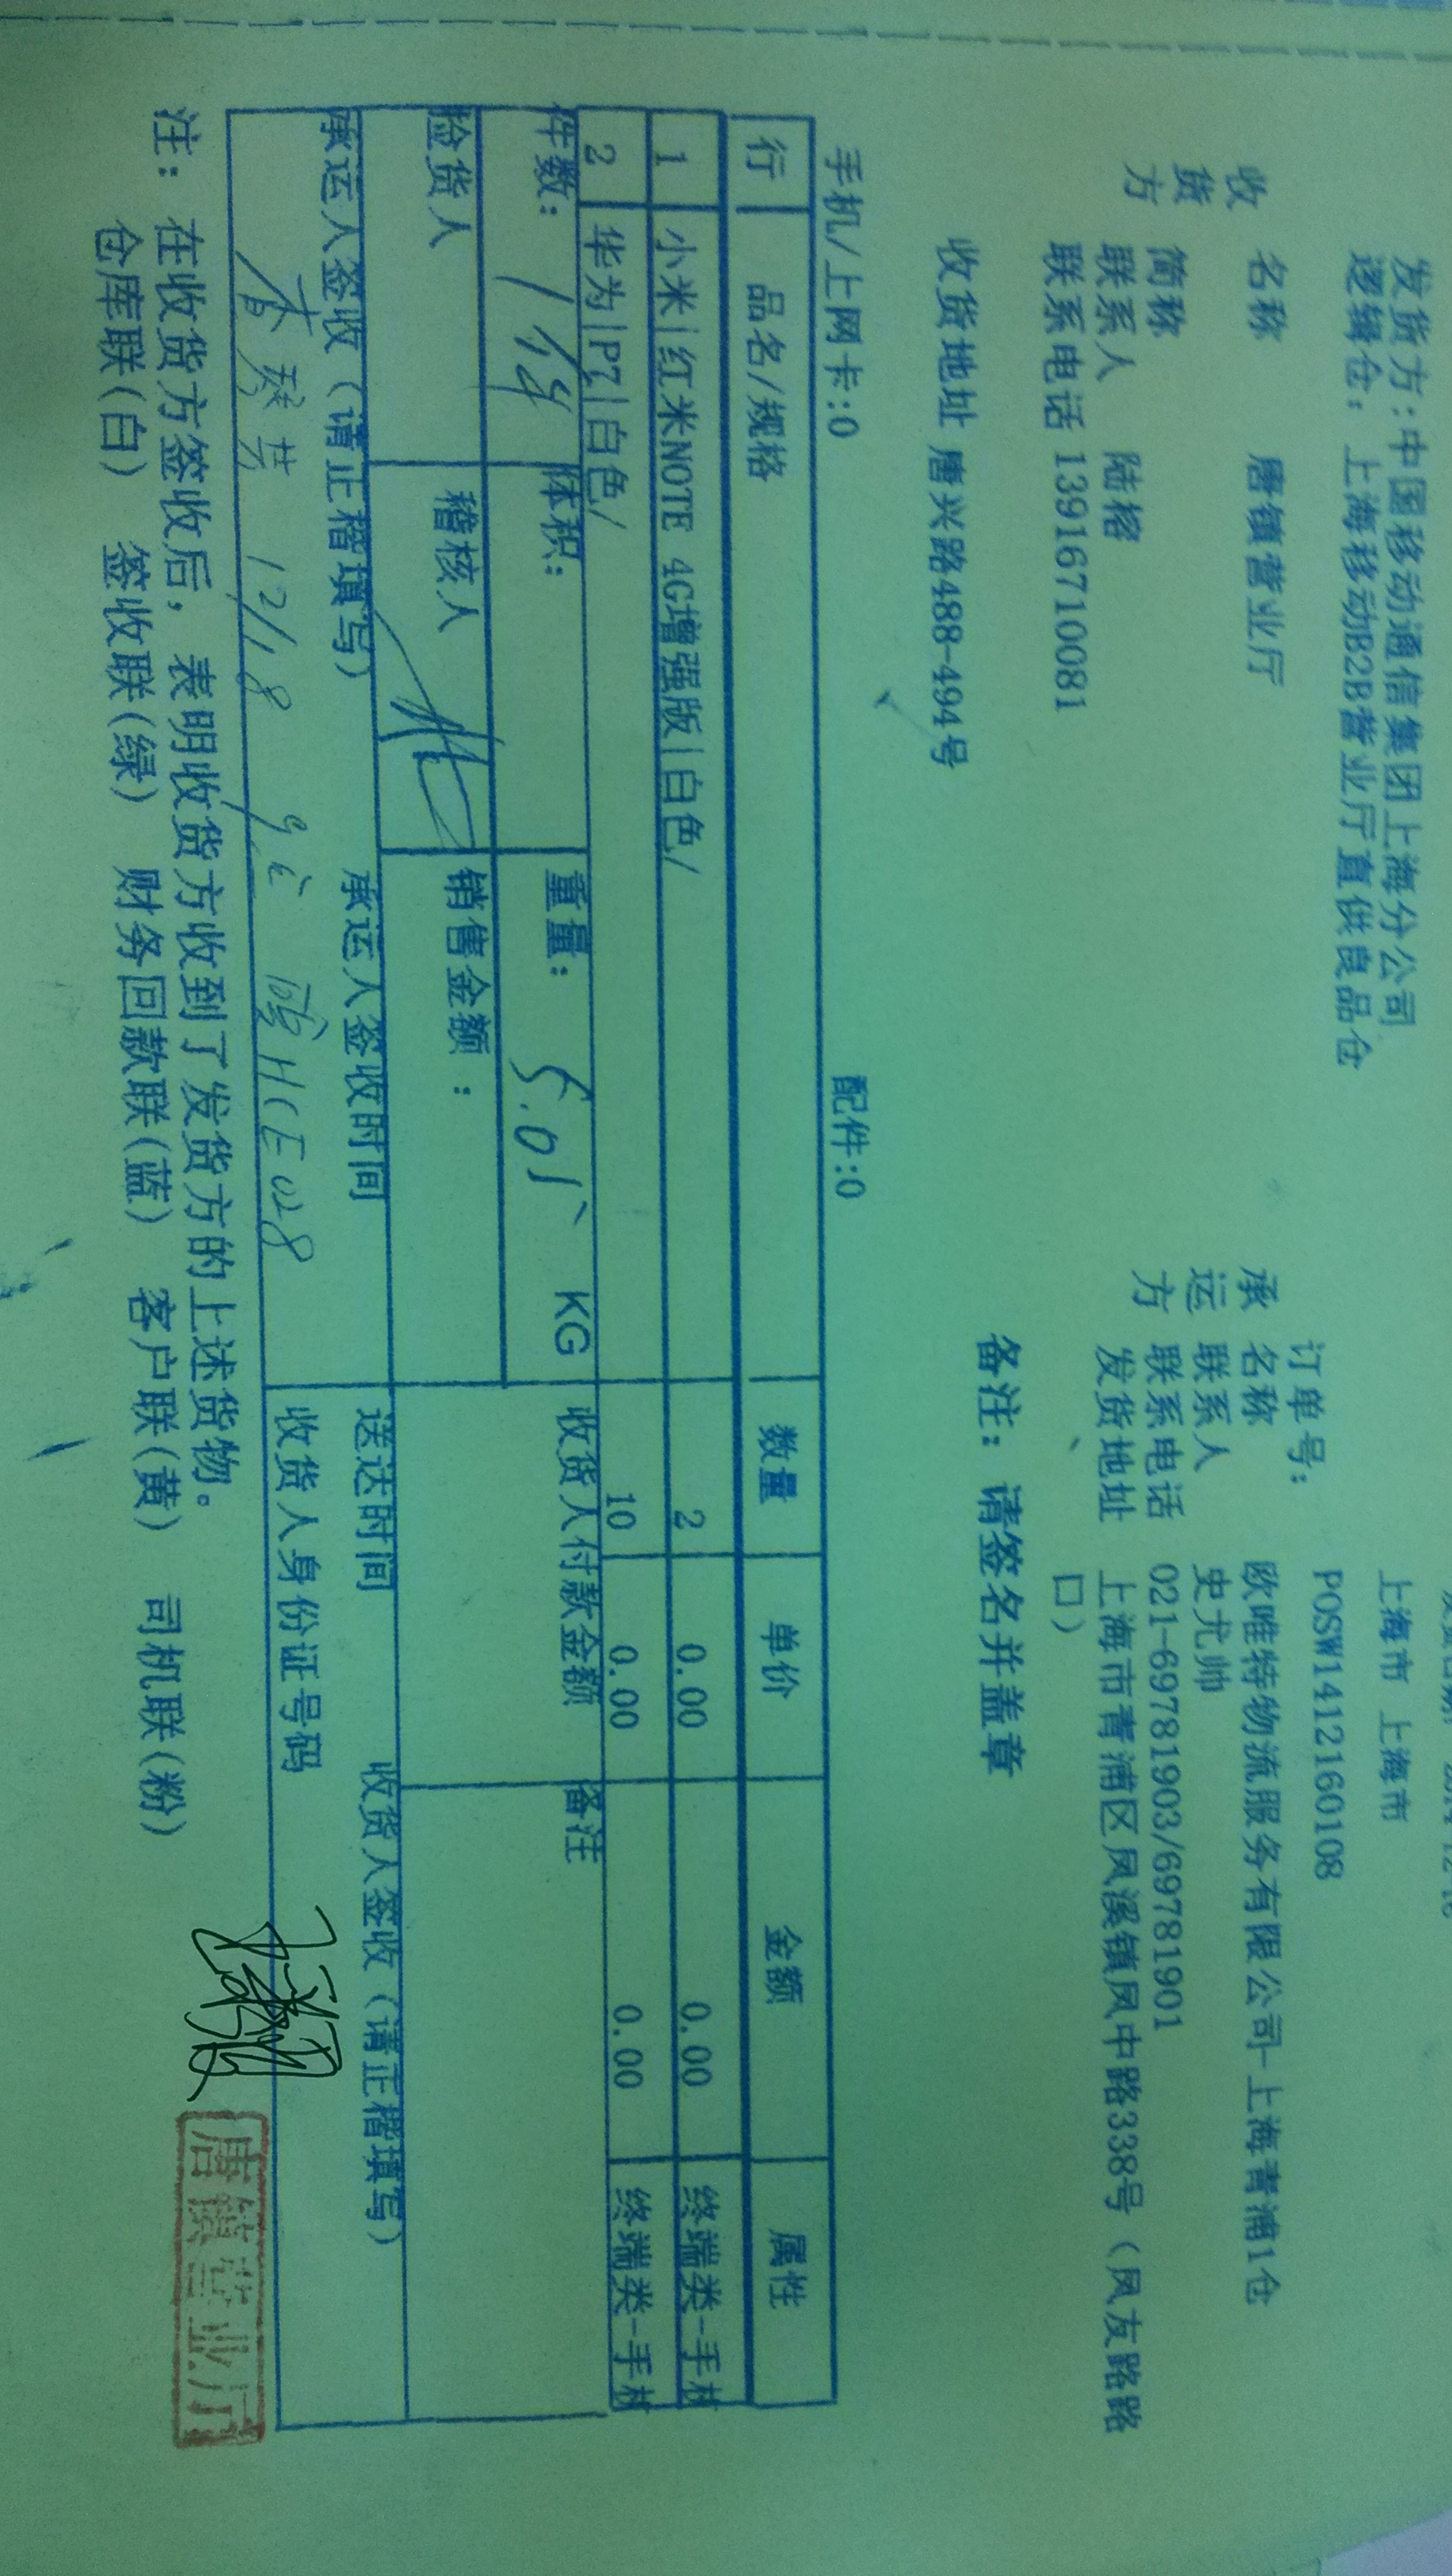 发货方:中国移动通信集团上海分公司
逻辑仓: 上海移动B2B营业厅直供良品仓
上海市 上海市
订单号: POSW1412160108
收货方
名称 唐镇营业厅
简称
联系人 陆榕
联系电话 13916710081
收货地址 唐兴路488-494号
承运方
名称 欧唯特物流服务有限公司-上海青浦1仓
联系人 史尤帅
联系电话 021-69781903/69781901
发货地址 上海市青浦区凤溪镇凤中路338号（凤友路路
口）
备注: 请签名并盖章
手机/上网卡:0 配件:0
行 品名/规格 数量 单价 金额 属性
1 小米|红米NOTE 4G增强版|白色/ 2 0.00 0.00 终端类-手机
2 华为|P7|白色/ 10 0.00 0.00 终端类-手机
件数: 体积: 重量: 5.05 KG 收货人付款金额 备注
验货人 稽核人 销售金额:
承运人签收（请正楷填写） 承运人签收时间 送送时间 收货人签收（请正楷填写）
12/18 HCE028 收货人身份证号码
唐镇营业厅
注: 在收货方签收后，表明收货方收到了发货方的上述货物。
仓库联(白) 签收联(绿) 财务回款联(蓝) 客户联(黄) 司机联(粉)